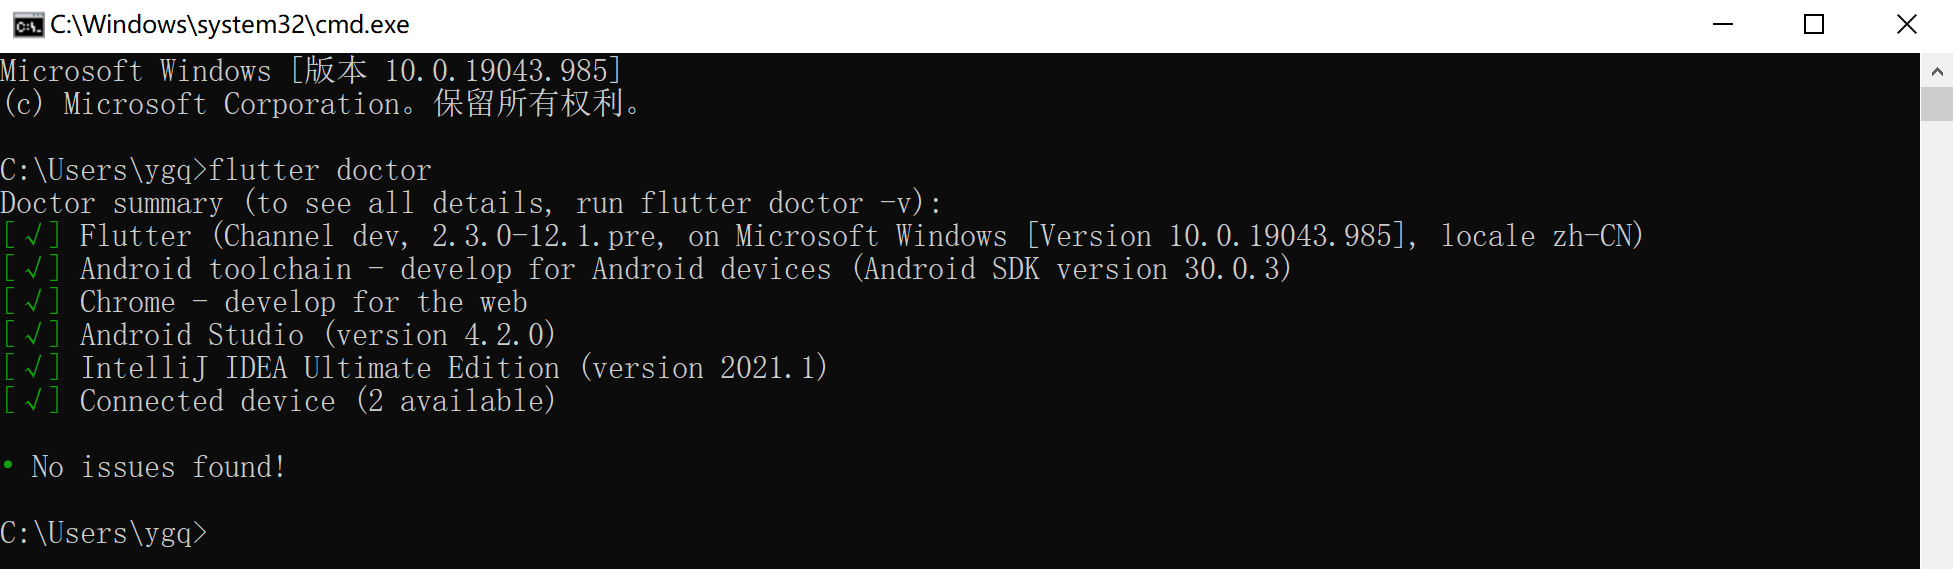 C:\Windows\system32\cmd.exe
Microsoft Windows [版本 10.0.19043.985]
(c) Microsoft Corporation。保留所有权利。
C:\Users\ygq>flutter doctor
Doctor summary (to see all details, run flutter doctor -v):
[√] Flutter (Channel dev, 2.3.0-12.1.pre, on Microsoft Windows [Version 10.0.19043.985], locale zh-CN)
[√] Android toolchain - develop for Android devices (Android SDK version 30.0.3)
[√] Chrome - develop for the web
[√] Android Studio (version 4.2.0)
[√] IntelliJ IDEA Ultimate Edition (version 2021.1)
[√] Connected device (2 available)
• No issues found!
C:\Users\ygq>